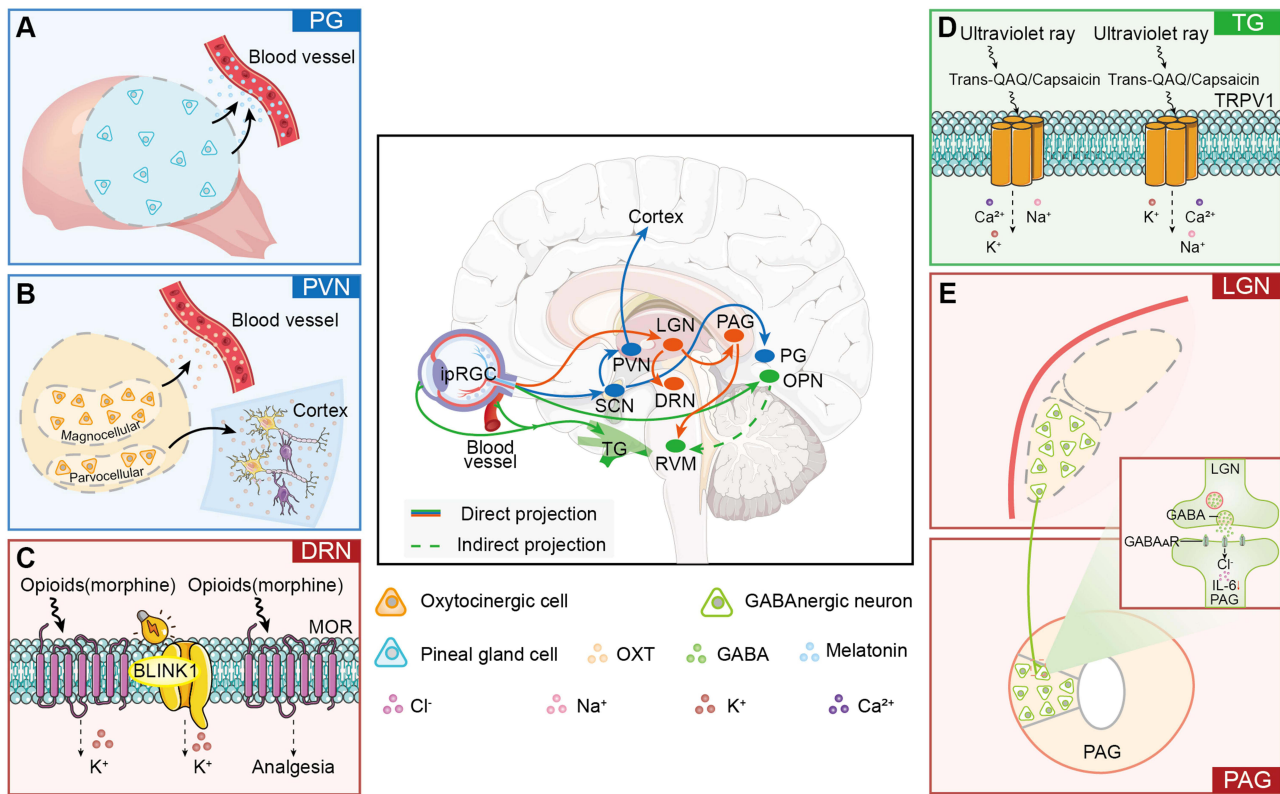 A
PG
Blood vessel
B
PVN
Blood vessel
Magnocellular
Parvocellular
Cortex
C
DRN
Opioids(morphine)
Opioids(morphine)
MOR
BLINK1
K⁺
K⁺
Analgesia
Cortex
LGN
PAG
ipRGC
PVN
PG
OPN
SCN
DRN
Blood
vessel
TG
RVM
Direct projection
Indirect projection
Oxytocinergic cell
GABAnergic neuron
Pineal gland cell
OXT
GABA
Melatonin
Cl⁻
Na⁺
K⁺
Ca²⁺
D
TG
Ultraviolet ray
Ultraviolet ray
Trans-QAQ/Capsaicin
Trans-QAQ/Capsaicin
TRPV1
Ca²⁺
Na⁺
K⁺
K⁺
Ca²⁺
Na⁺
E
LGN
LGN
GABA
GABAAR
Cl⁻
IL-6↓
PAG
PAG
PAG